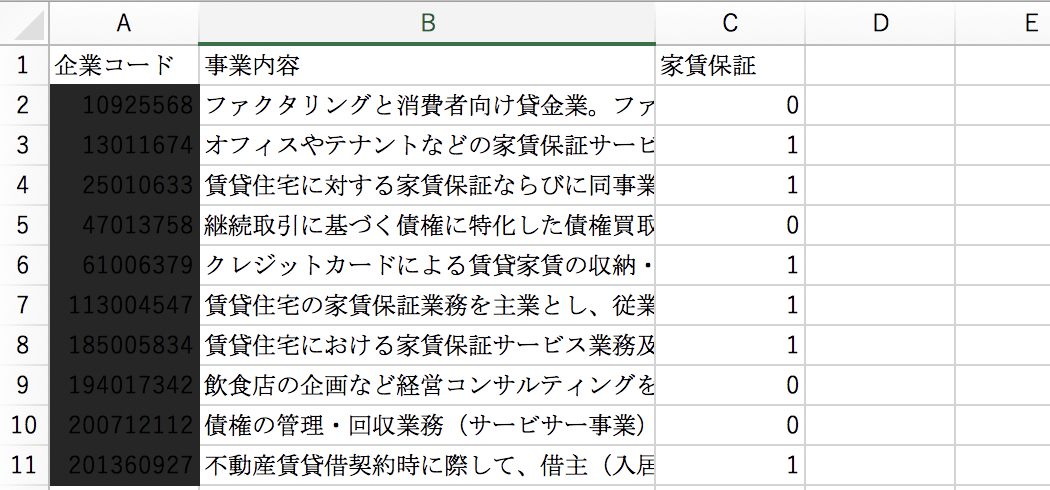 A B C D E
1 企業コード 事業内容 家賃保証
2 10925568 ファクタリングと消費者向け貸金業。ファ 0
3 13011674 オフィスやテナントなどの家賃保証サービ 1
4 25010633 賃貸住宅に対する家賃保証ならびに同事業 1
5 47013758 継続取引に基づく債権に特化した債権買取 0
6 61006379 クレジットカードによる賃貸家賃の収納・ 1
7 113004547 賃貸住宅の家賃保証業務を主業とし、従業 1
8 185005834 賃貸住宅における家賃保証サービス業務及 1
9 194017342 飲食店の企画など経営コンサルティングを 0
10 200712112 債権の管理・回収業務（サービサー事業） 0
11 201360927 不動産賃貸借契約時に際して、借主（入居 1